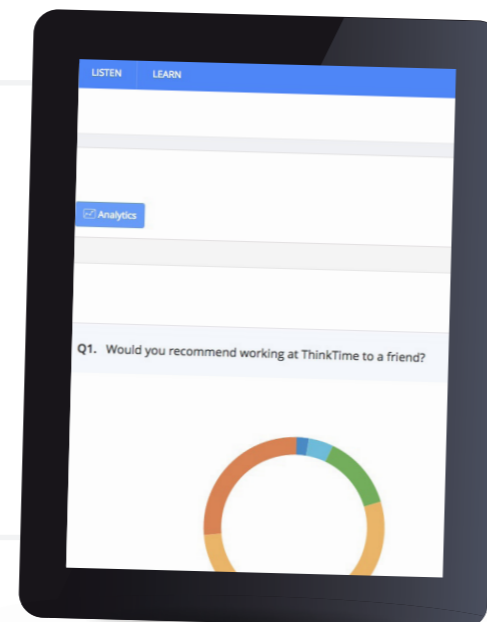 LISTEN LEARN
Analytics
Q1. Would you recommend working at ThinkTime to a friend?